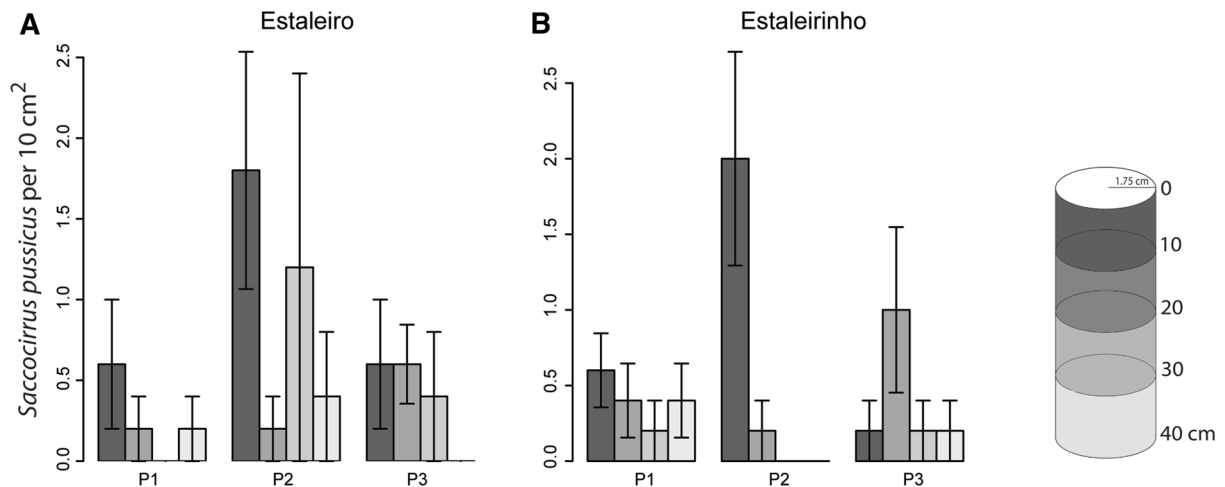 A
Estaleiro
Saccocirrus pussicus per 10 cm²
2.5
2.0
1.5
1.0
0.5
0.0
P1
P2
P3
B
Estaleirinho
2.5
2.0
1.5
1.0
0.5
0.0
P1
P2
P3
1.75 cm
0
10
20
30
40 cm